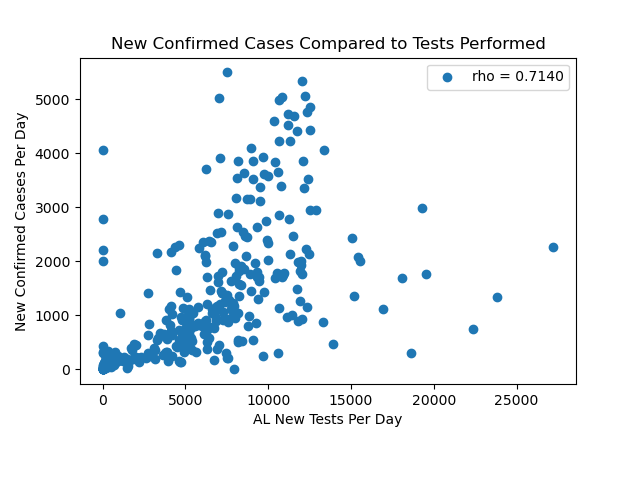 New Confirmed Cases Compared to Tests Performed
rho = 0.7140
New Confirmed Caeses Per Day
5000
4000
3000
2000
1000
0
0 5000 10000 15000 20000 25000
AL New Tests Per Day